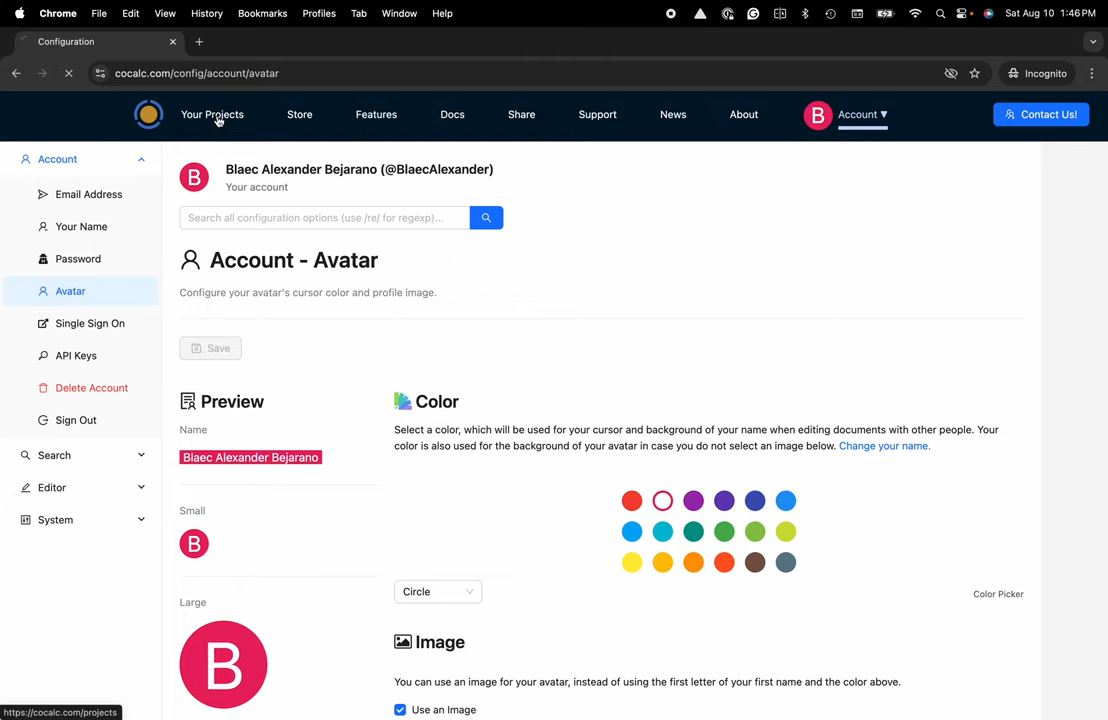 Chrome File Edit View History Bookmarks Profiles Tab Window Help Sat Aug 10 1:46 PM
Configuration
cocalc.com/config/account/avatar Incognito
Your Projects Store Features Docs Share Support News About B Account ▼ Contact Us!
Account
Email Address
Your Name
Password
Avatar
Single Sign On
API Keys
Delete Account
Sign Out
Search
Editor
System
B Blaec Alexander Bejarano (@BlaecAlexander)
Your account
Search all configuration options (use /re/ for regexp)...
Account - Avatar
Configure your avatar's cursor color and profile image.
Save
Preview
Name
Blaec Alexander Bejarano
Small
B
Large
B
Color
Select a color, which will be used for your cursor and background of your name when editing documents with other people. Your
color is also used for the background of your avatar in case you do not select an image below. Change your name.
Circle
Color Picker
Image
You can use an image for your avatar, instead of using the first letter of your first name and the color above.
Use an Image
https://cocalc.com/projects